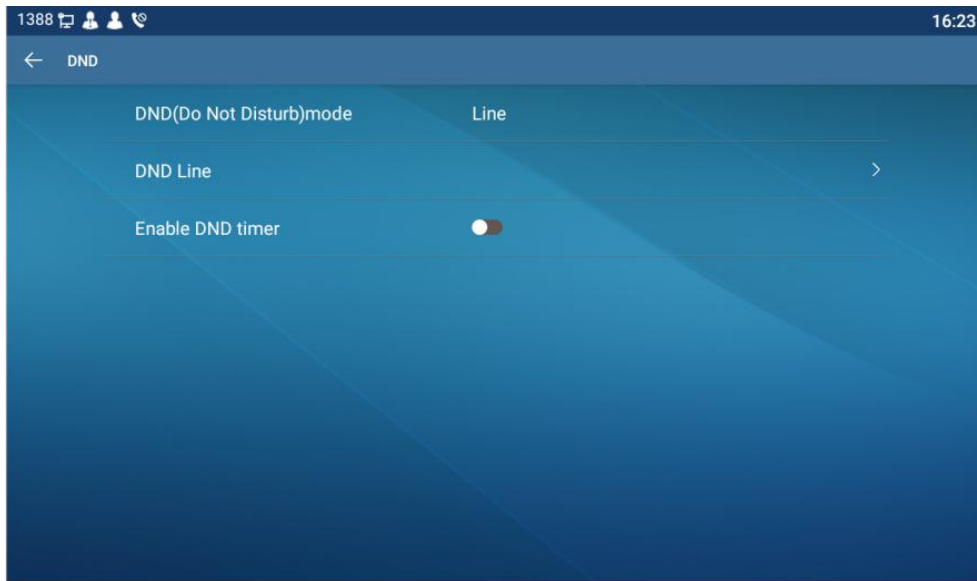 1388 16:23
DND
DND(Do Not Disturb)mode Line
DND Line
Enable DND timer